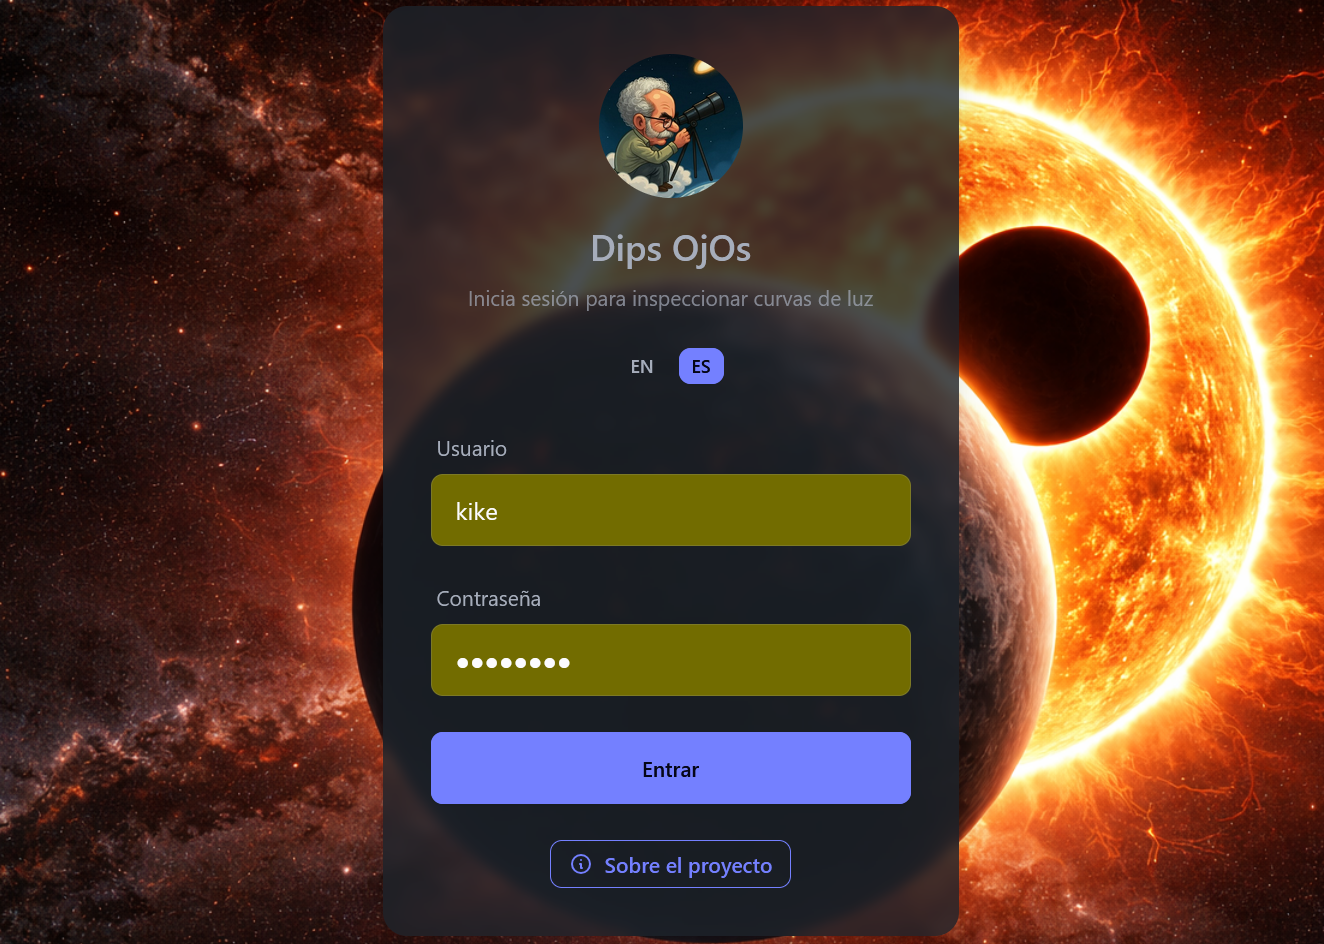 Dips OjOs
Inicia sesión para inspeccionar curvas de luz
EN ES
Usuario
kike
Contraseña
••••••••
Entrar
Sobre el proyecto